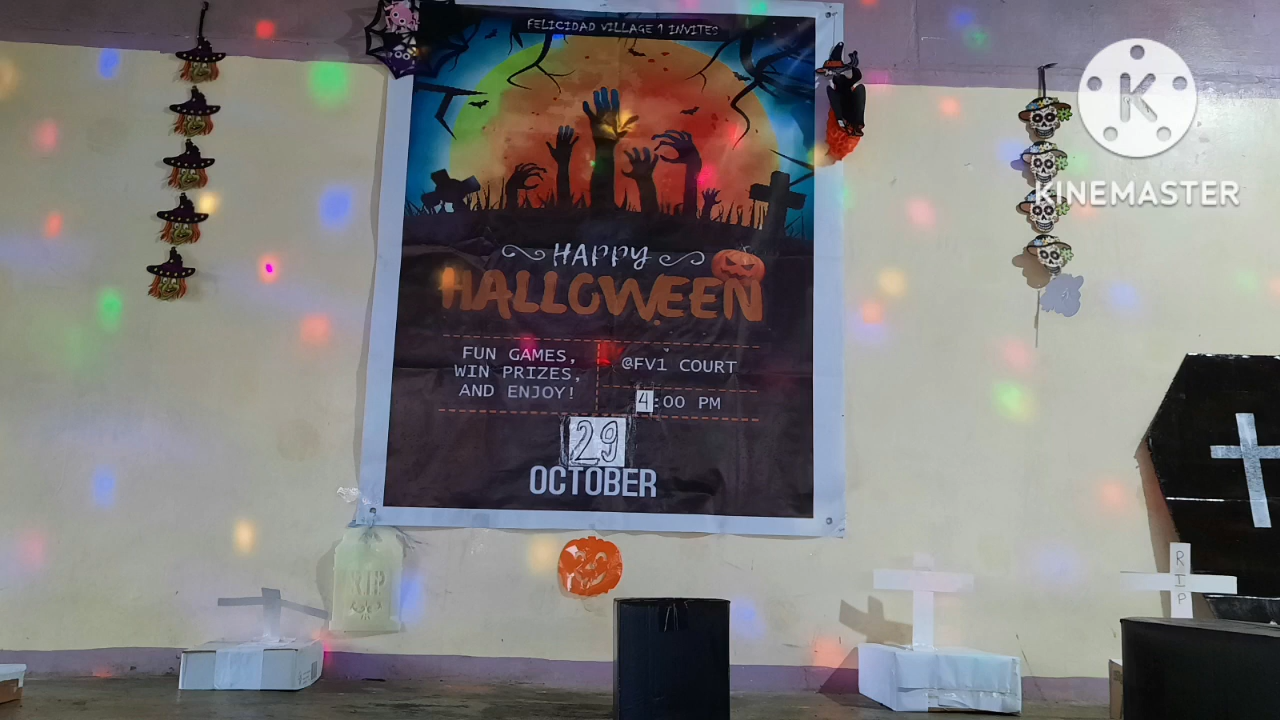 FELICIDAD VILLAGE 1 INVITES
HAPPY
HALLOWEEN
FUN GAMES,
WIN PRIZES,
AND ENJOY!
@FV1 COURT
4:00 PM
29
OCTOBER
K
KINEMASTER
RIP
RIP